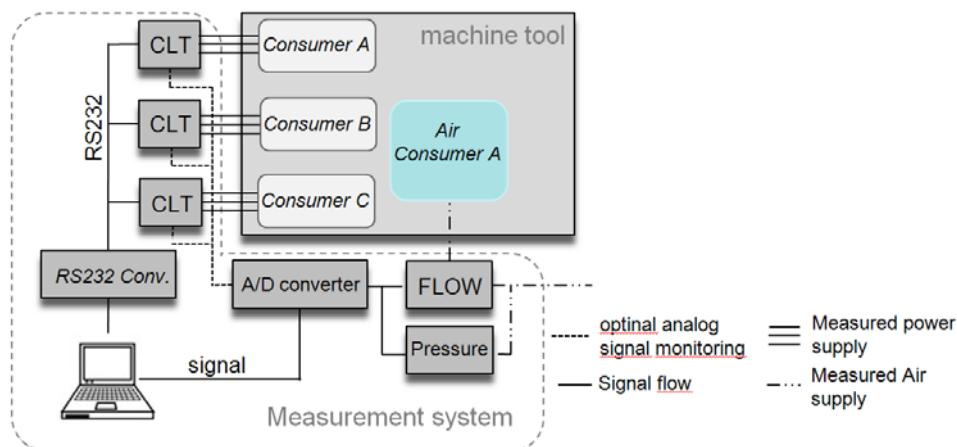 CLT
Consumer A
machine tool
CLT
Consumer B
Air
Consumer A
RS232
CLT
Consumer C
RS232 Conv.
A/D converter
FLOW
Pressure
signal
Measurement system
optinal analog
signal monitoring
Measured power
supply
Signal flow
Measured Air
supply